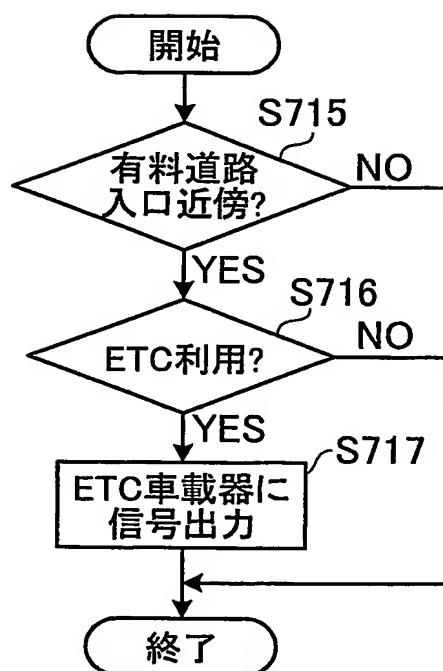 開始
S715
有料道路
入口近傍?
NO
YES
S716
ETC利用?
NO
YES
S717
ETC車載器に
信号出力
終了